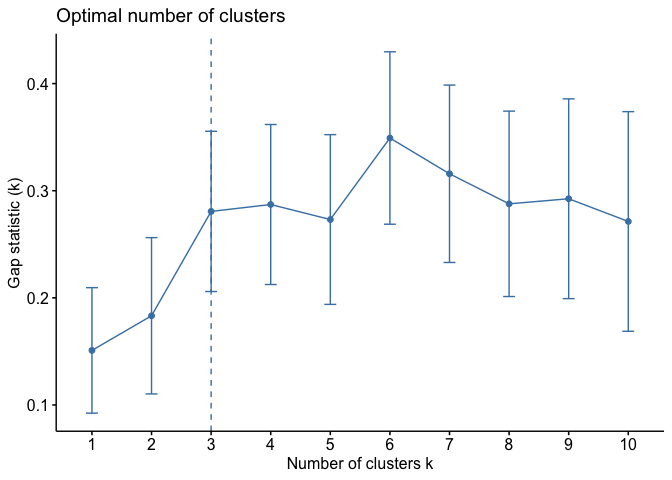 Optimal number of clusters
Gap statistic (k)
0.4
0.3
0.2
0.1
1 2 3 4 5 6 7 8 9 10
Number of clusters k